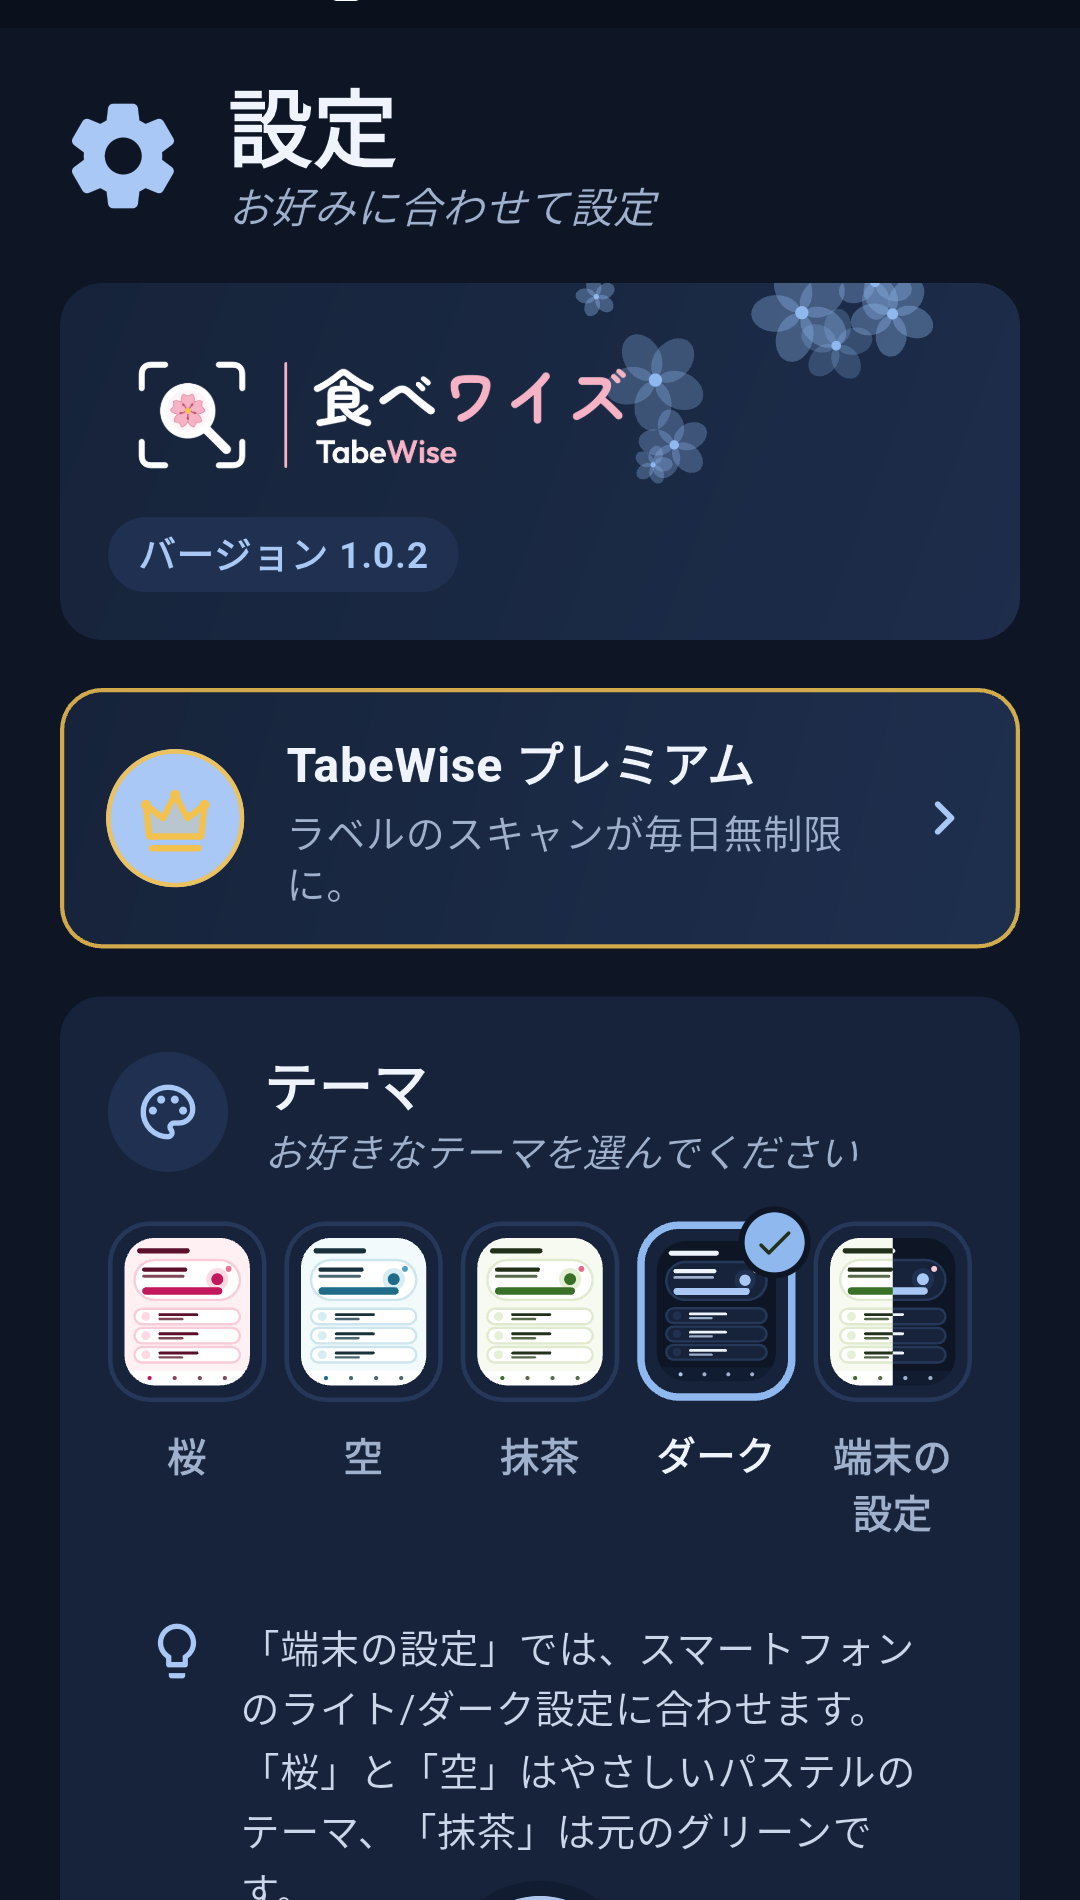 設定
お好みに合わせて設定
食べワイズ
TabeWise
バージョン 1.0.2
TabeWise プレミアム
ラベルのスキャンが毎日無制限
に。
テーマ
お好きなテーマを選んでください
桜
空
抹茶
ダーク
端末の
設定
「端末の設定」では、スマートフォン
のライト/ダーク設定に合わせます。
「桜」と「空」はやさしいパステルの
テーマ、「抹茶」は元のグリーンで
す。